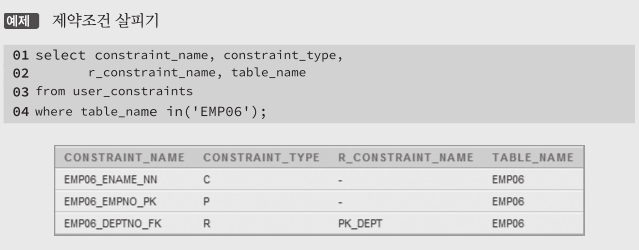 예제 제약조건 살피기
01 select constraint_name, constraint_type,
02 r_constraint_name, table_name
03 from user_constraints
04 where table_name in('EMP06');
CONSTRAINT_NAME CONSTRAINT_TYPE R_CONSTRAINT_NAME TABLE_NAME
EMP06_ENAME_NN C - EMP06
EMP06_EMPNO_PK P - EMP06
EMP06_DEPTNO_FK R PK_DEPT EMP06